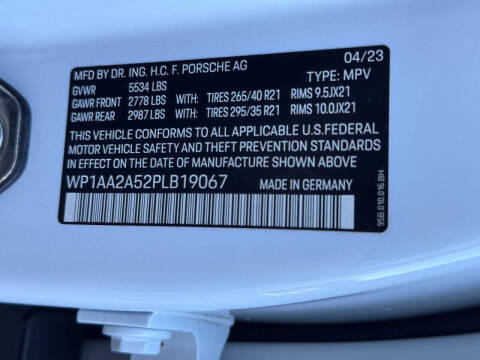 MFD BY DR. ING. H.C. F. PORSCHE AG 04/23
GVWR 5534 LBS TYPE: MPV
GAWR FRONT 2778 LBS WITH: TIRES 265/40 R21 RIMS 9.5JX21
GAWR REAR 2987 LBS WITH: TIRES 295/35 R21 RIMS 10.0JX21
THIS VEHICLE CONFORMS TO ALL APPLICABLE U.S.FEDERAL
MOTOR VEHICLE SAFETY AND THEFT PREVENTION STANDARDS
IN EFFECT ON THE DATE OF MANUFACTURE SHOWN ABOVE.
WP1AA2A52PLB19067 MADE IN GERMANY
95B.010.016.BH